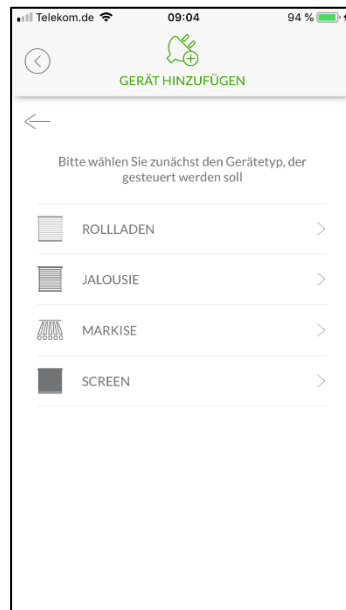 Telekom.de 09:04 94 %
GERÄT HINZUFÜGEN
Bitte wählen Sie zunächst den Gerätetyp, der
gesteuert werden soll
ROLLLADEN
JALOUSIE
MARKISE
SCREEN